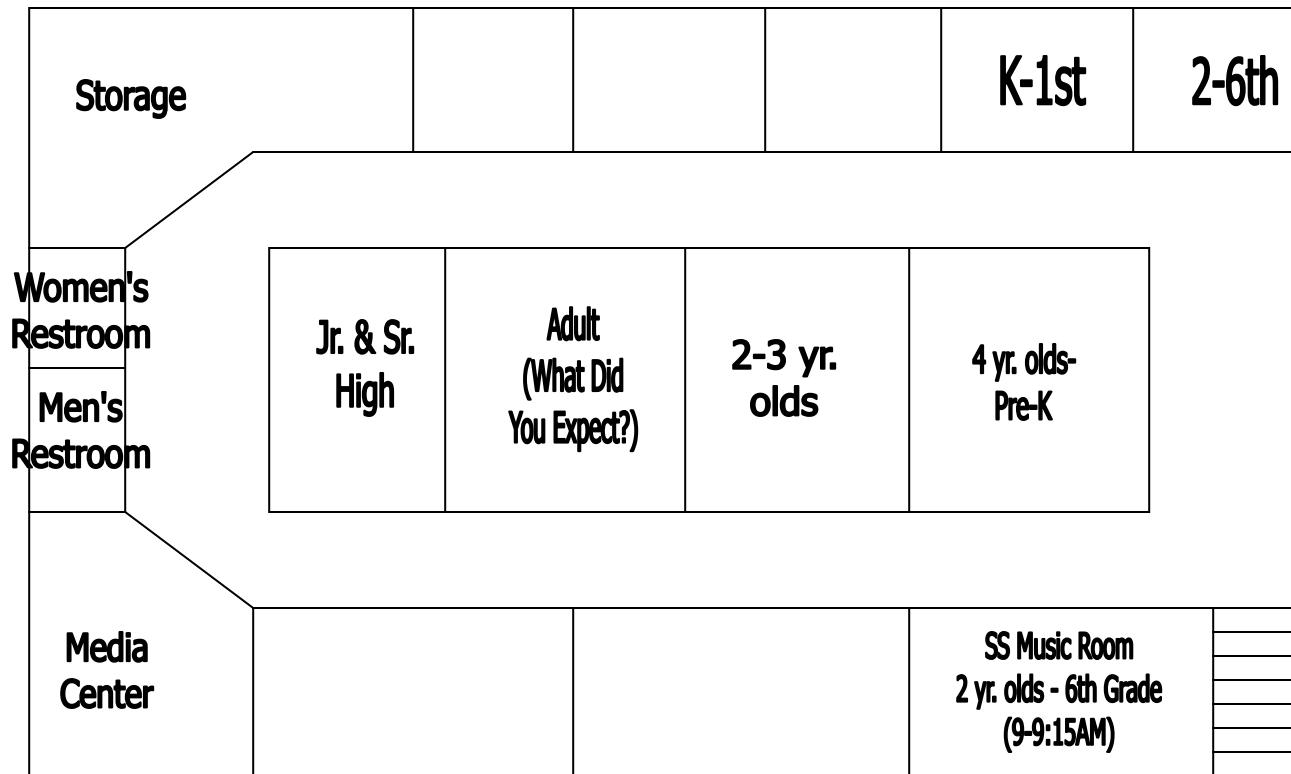 Storage
K-1st
2-6th
Women's
Restroom
Men's
Restroom
Jr. & Sr.
High
Adult
(What Did
You Expect?)
2-3 yr.
olds
4 yr. olds-
Pre-K
Media
Center
SS Music Room
2 yr. olds - 6th Grade
(9-9:15AM)